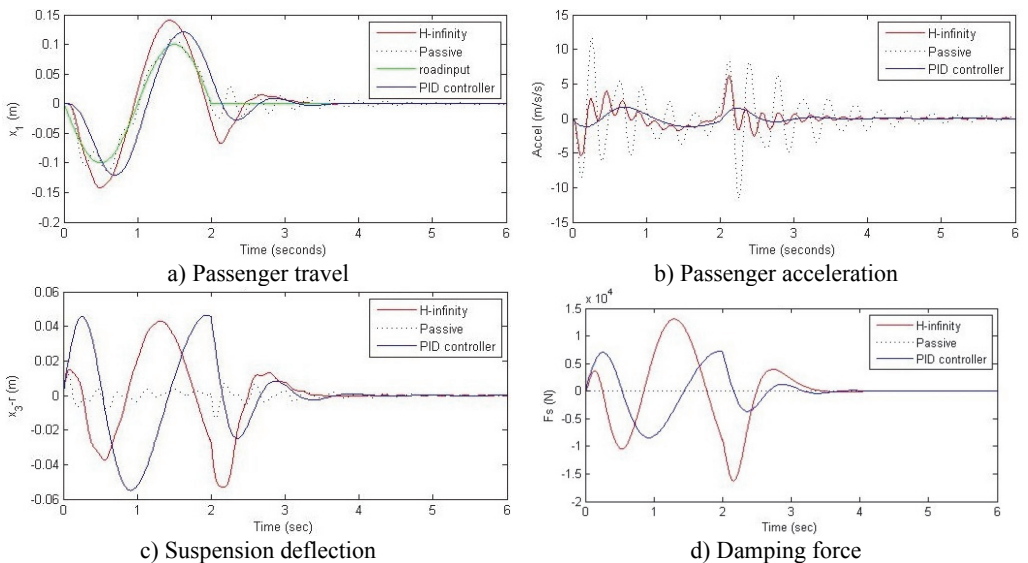 0.15
0.1
0.05
0
-0.05
-0.1
-0.15
-0.2
x1 (m)
0 1 2 3 4 5 6
Time (seconds)
H-infinity
Passive
roadinput
PID controller
a) Passenger travel
15
10
5
0
-5
-10
-15
Accel (m/s/s)
0 1 2 3 4 5 6
Time (seconds)
H-infinity
Passive
PID controller
b) Passenger acceleration
0.06
0.04
0.02
0
-0.02
-0.04
-0.06
x3-r (m)
0 1 2 3 4 5 6
Time (sec)
H-infinity
Passive
PID controller
c) Suspension deflection
x 10^4
1.5
1
0.5
0
-0.5
-1
-1.5
-2
Fs (N)
0 1 2 3 4 5 6
Time (sec)
H-infinity
Passive
PID controller
d) Damping force